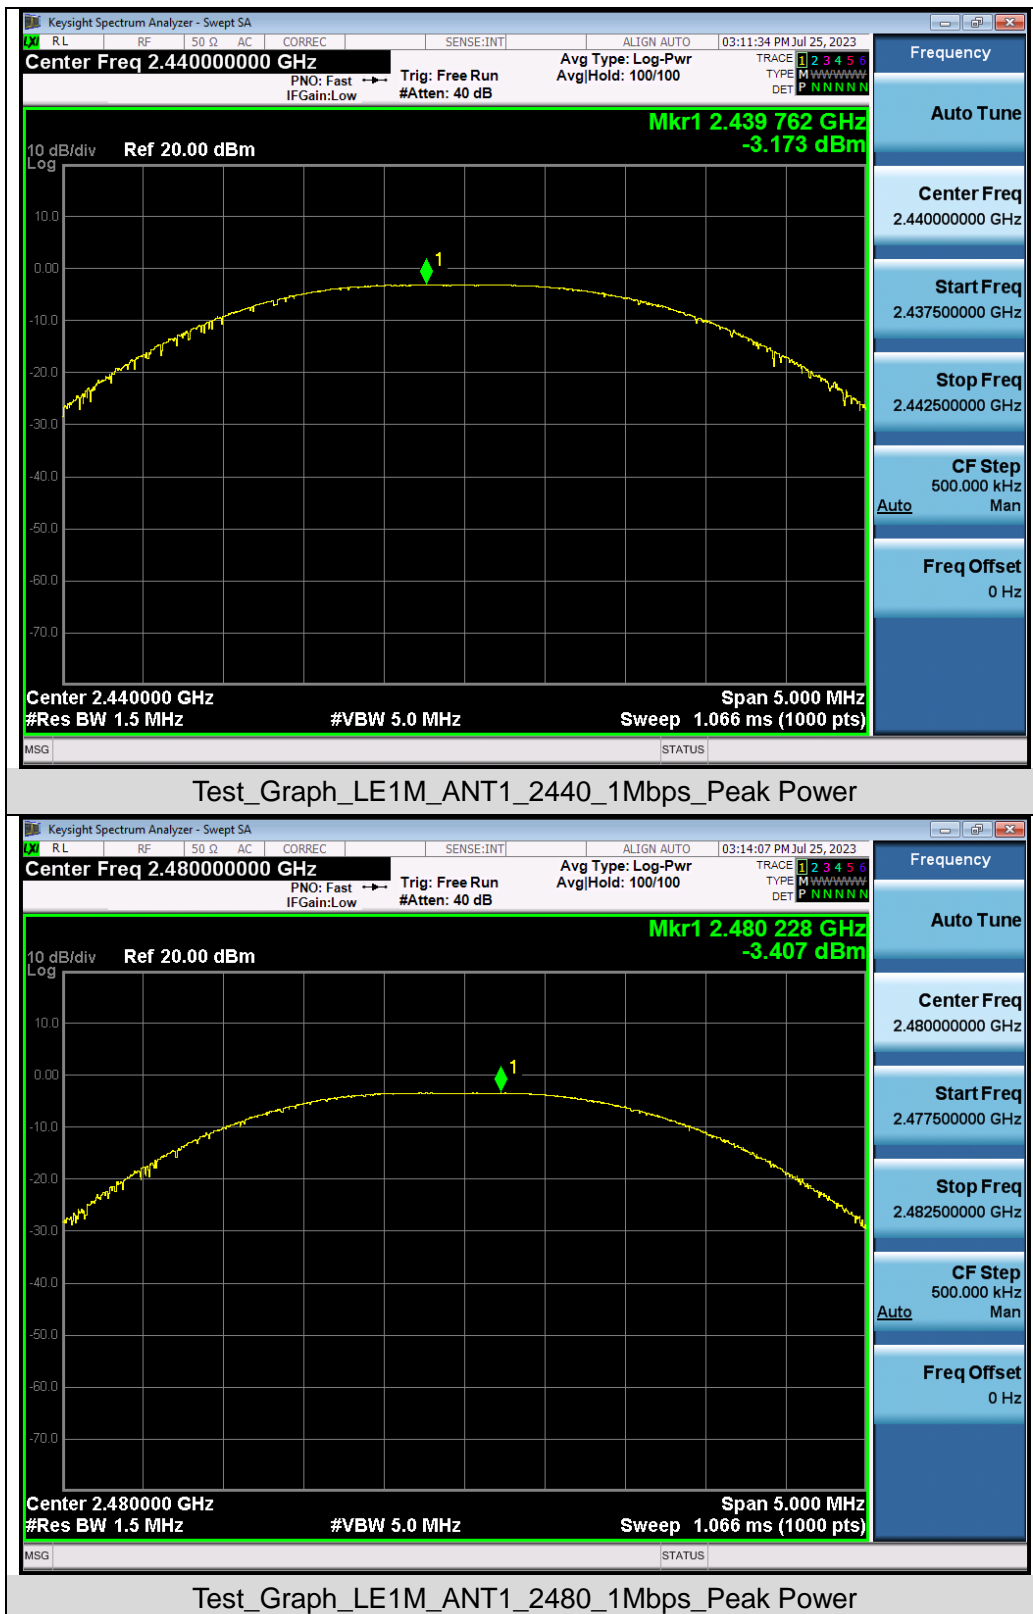 Keysight Spectrum Analyzer - Swept SA
LXI RL RF 50 Ω AC CORREC SENSE:INT ALIGN AUTO 03:11:34 PM Jul 25, 2023
Center Freq 2.440000000 GHz
PNO: Fast
IFGain:Low
Trig: Free Run
#Atten: 40 dB
Avg Type: Log-Pwr
Avg|Hold: 100/100
TRACE 1 2 3 4 5 6
TYPE M WWWWW
DET P N N N N N
Frequency
Mkr1 2.439 762 GHz
-3.173 dBm
10 dB/div Ref 20.00 dBm
Log
10.0
0.00
-10.0
-20.0
-30.0
-40.0
-50.0
-60.0
-70.0
1
Center 2.440000 GHz Span 5.000 MHz
#Res BW 1.5 MHz #VBW 5.0 MHz Sweep 1.066 ms (1000 pts)
Auto Tune
Center Freq
2.440000000 GHz
Start Freq
2.437500000 GHz
Stop Freq
2.442500000 GHz
CF Step
500.000 kHz
Auto Man
Freq Offset
0 Hz
MSG STATUS
Test_Graph_LE1M_ANT1_2440_1Mbps_Peak Power
Keysight Spectrum Analyzer - Swept SA
LXI RL RF 50 Ω AC CORREC SENSE:INT ALIGN AUTO 03:14:07 PM Jul 25, 2023
Center Freq 2.480000000 GHz
PNO: Fast
IFGain:Low
Trig: Free Run
#Atten: 40 dB
Avg Type: Log-Pwr
Avg|Hold: 100/100
TRACE 1 2 3 4 5 6
TYPE M WWWWW
DET P N N N N N
Frequency
Mkr1 2.480 228 GHz
-3.407 dBm
10 dB/div Ref 20.00 dBm
Log
10.0
0.00
-10.0
-20.0
-30.0
-40.0
-50.0
-60.0
-70.0
1
Center 2.480000 GHz Span 5.000 MHz
#Res BW 1.5 MHz #VBW 5.0 MHz Sweep 1.066 ms (1000 pts)
Auto Tune
Center Freq
2.480000000 GHz
Start Freq
2.477500000 GHz
Stop Freq
2.482500000 GHz
CF Step
500.000 kHz
Auto Man
Freq Offset
0 Hz
MSG STATUS
Test_Graph_LE1M_ANT1_2480_1Mbps_Peak Power